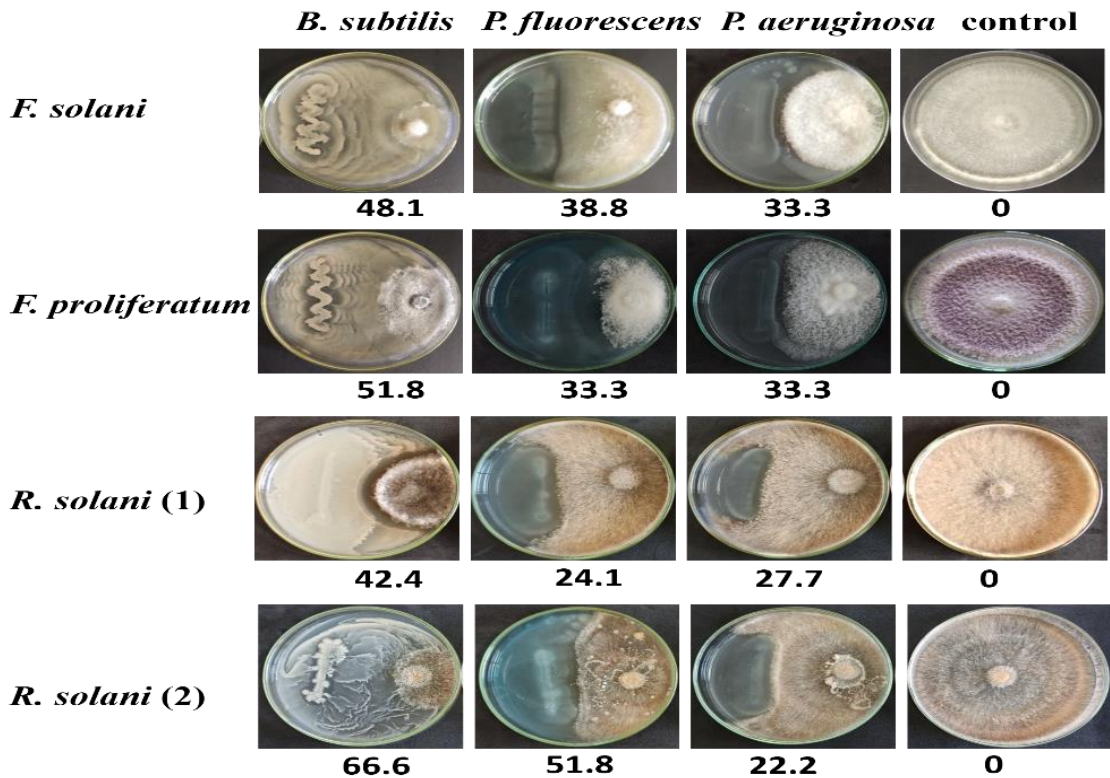 B. subtilis P. fluorescens P. aeruginosa control
F. solani
48.1 38.8 33.3 0
F. proliferatum
51.8 33.3 33.3 0
R. solani (1)
42.4 24.1 27.7 0
R. solani (2)
66.6 51.8 22.2 0